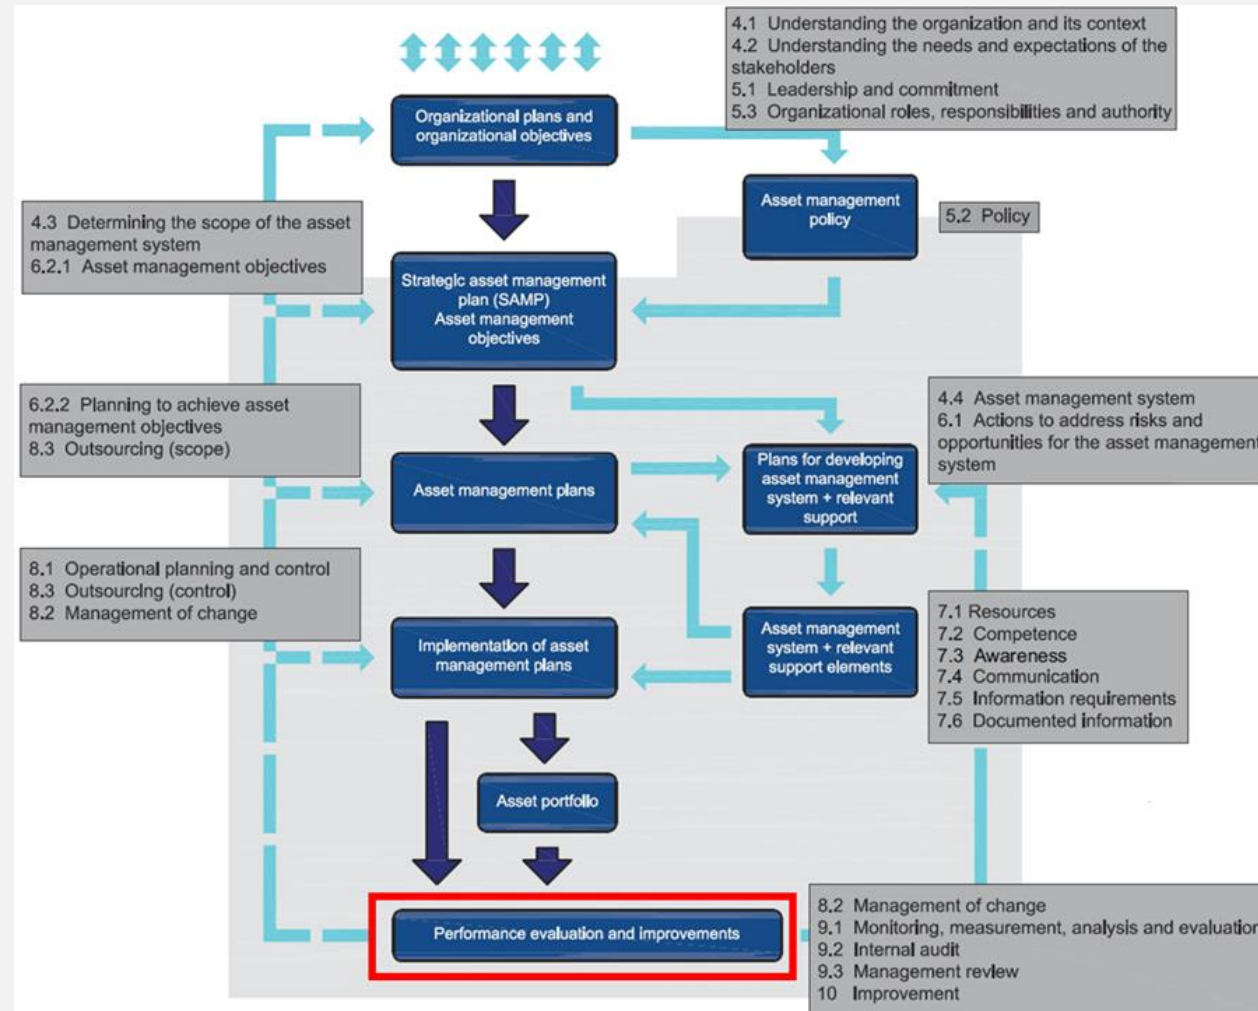 4.1 Understanding the organization and its context
4.2 Understanding the needs and expectations of the
stakeholders
5.1 Leadership and commitment
5.3 Organizational roles, responsibilities and authority
Organizational plans and
organizational objectives
Asset management
policy
5.2 Policy
4.3 Determining the scope of the asset
management system
6.2.1 Asset management objectives
Strategic asset management
plan (SAMP)
Asset management
objectives
6.2.2 Planning to achieve asset
management objectives
8.3 Outsourcing (scope)
4.4 Asset management system
6.1 Actions to address risks and
opportunities for the asset management
system
Asset management plans
Plans for developing
asset management
system + relevant
support
8.1 Operational planning and control
8.3 Outsourcing (control)
8.2 Management of change
Implementation of asset
management plans
Asset management
system + relevant
support elements
7.1 Resources
7.2 Competence
7.3 Awareness
7.4 Communication
7.5 Information requirements
7.6 Documented information
Asset portfolio
Performance evaluation and improvements
8.2 Management of change
9.1 Monitoring, measurement, analysis and evaluation
9.2 Internal audit
9.3 Management review
10 Improvement